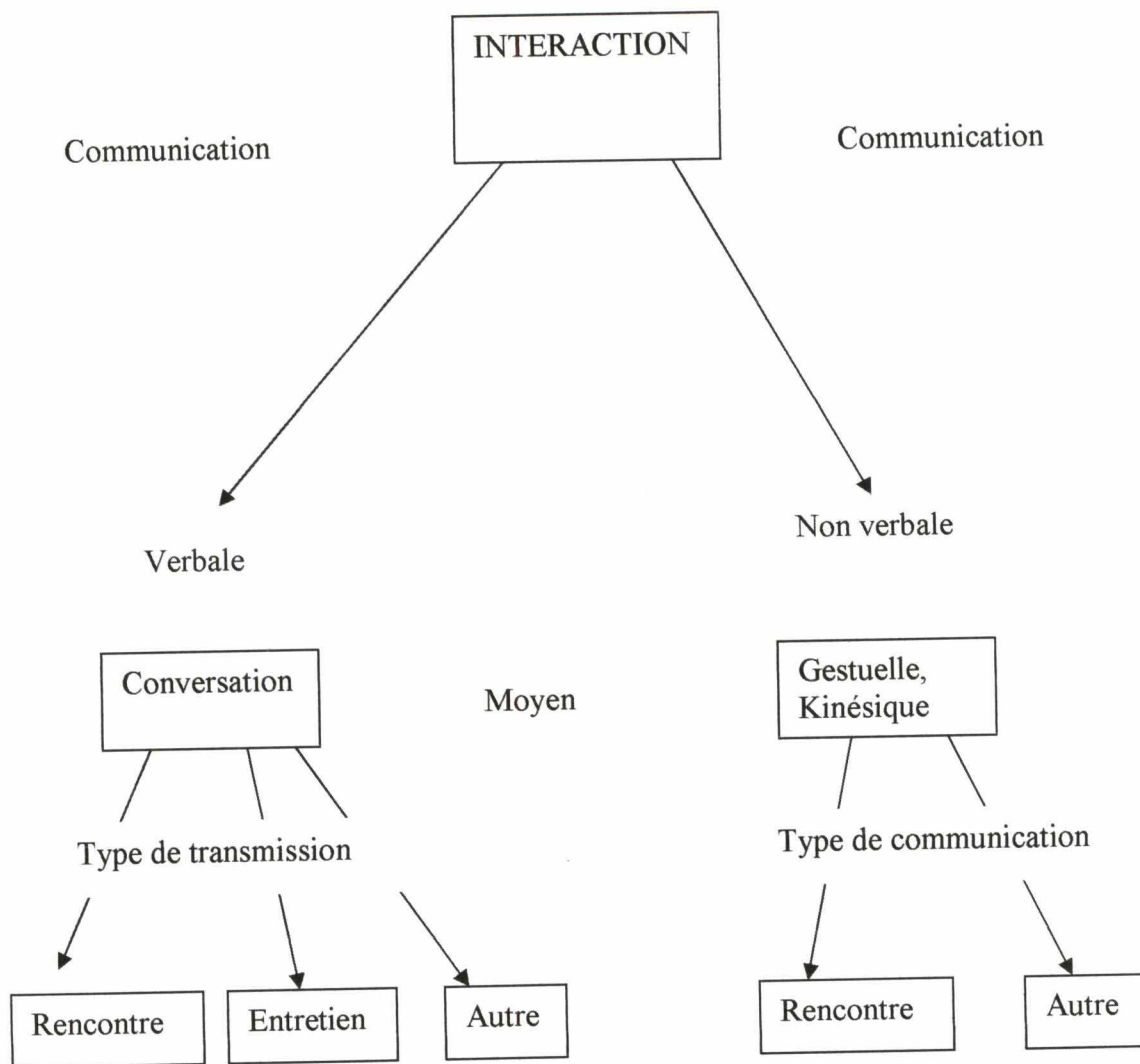 INTERACTION
Communication
Communication
Verbale
Non verbale
Conversation
Moyen
Gestuelle,
Kinésique
Type de transmission
Type de communication
Rencontre
Entretien
Autre
Rencontre
Autre